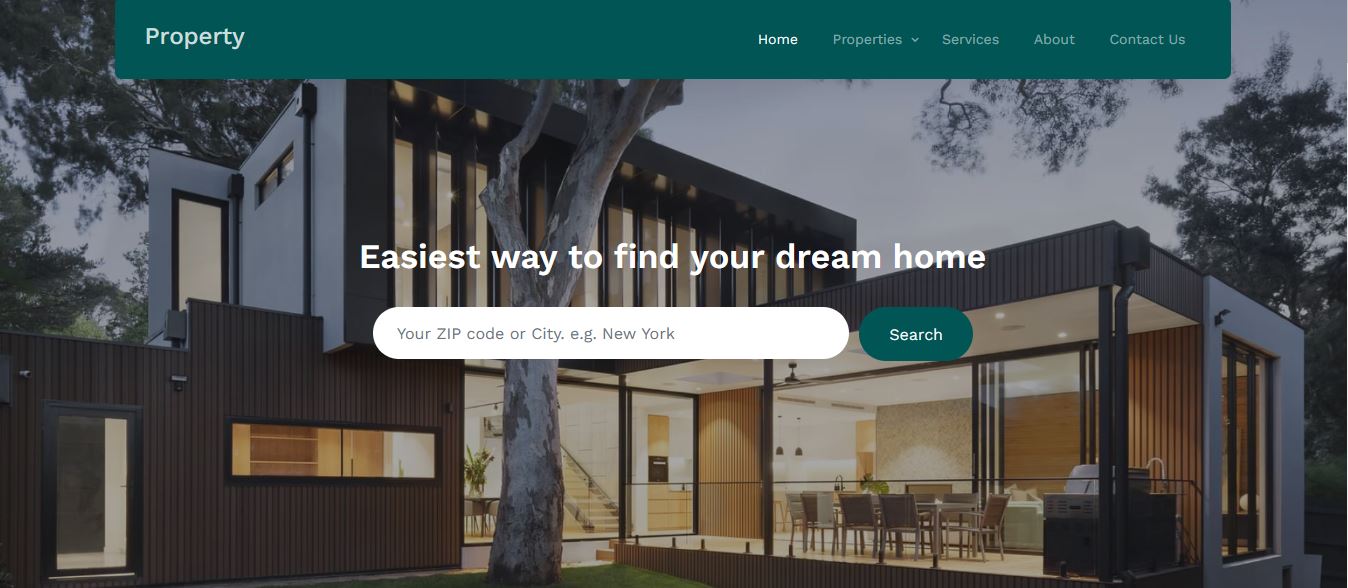 Property
Home Properties Services About Contact Us
Easiest way to find your dream home
Your ZIP code or City. e.g. New York
Search